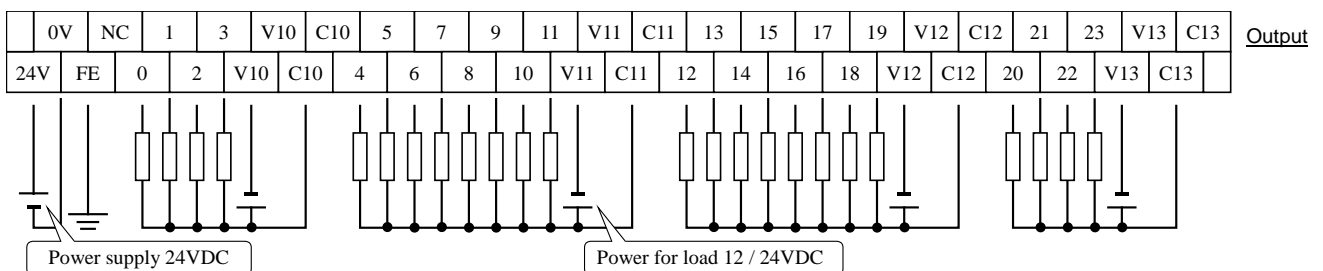 0V NC 1 3 V10 C10 5 7 9 11 V11 C11 13 15 17 19 V12 C12 21 23 V13 C13 Output
24V FE 0 2 V10 C10 4 6 8 10 V11 C11 12 14 16 18 V12 C12 20 22 V13 C13
Power supply 24VDC Power for load 12 / 24VDC